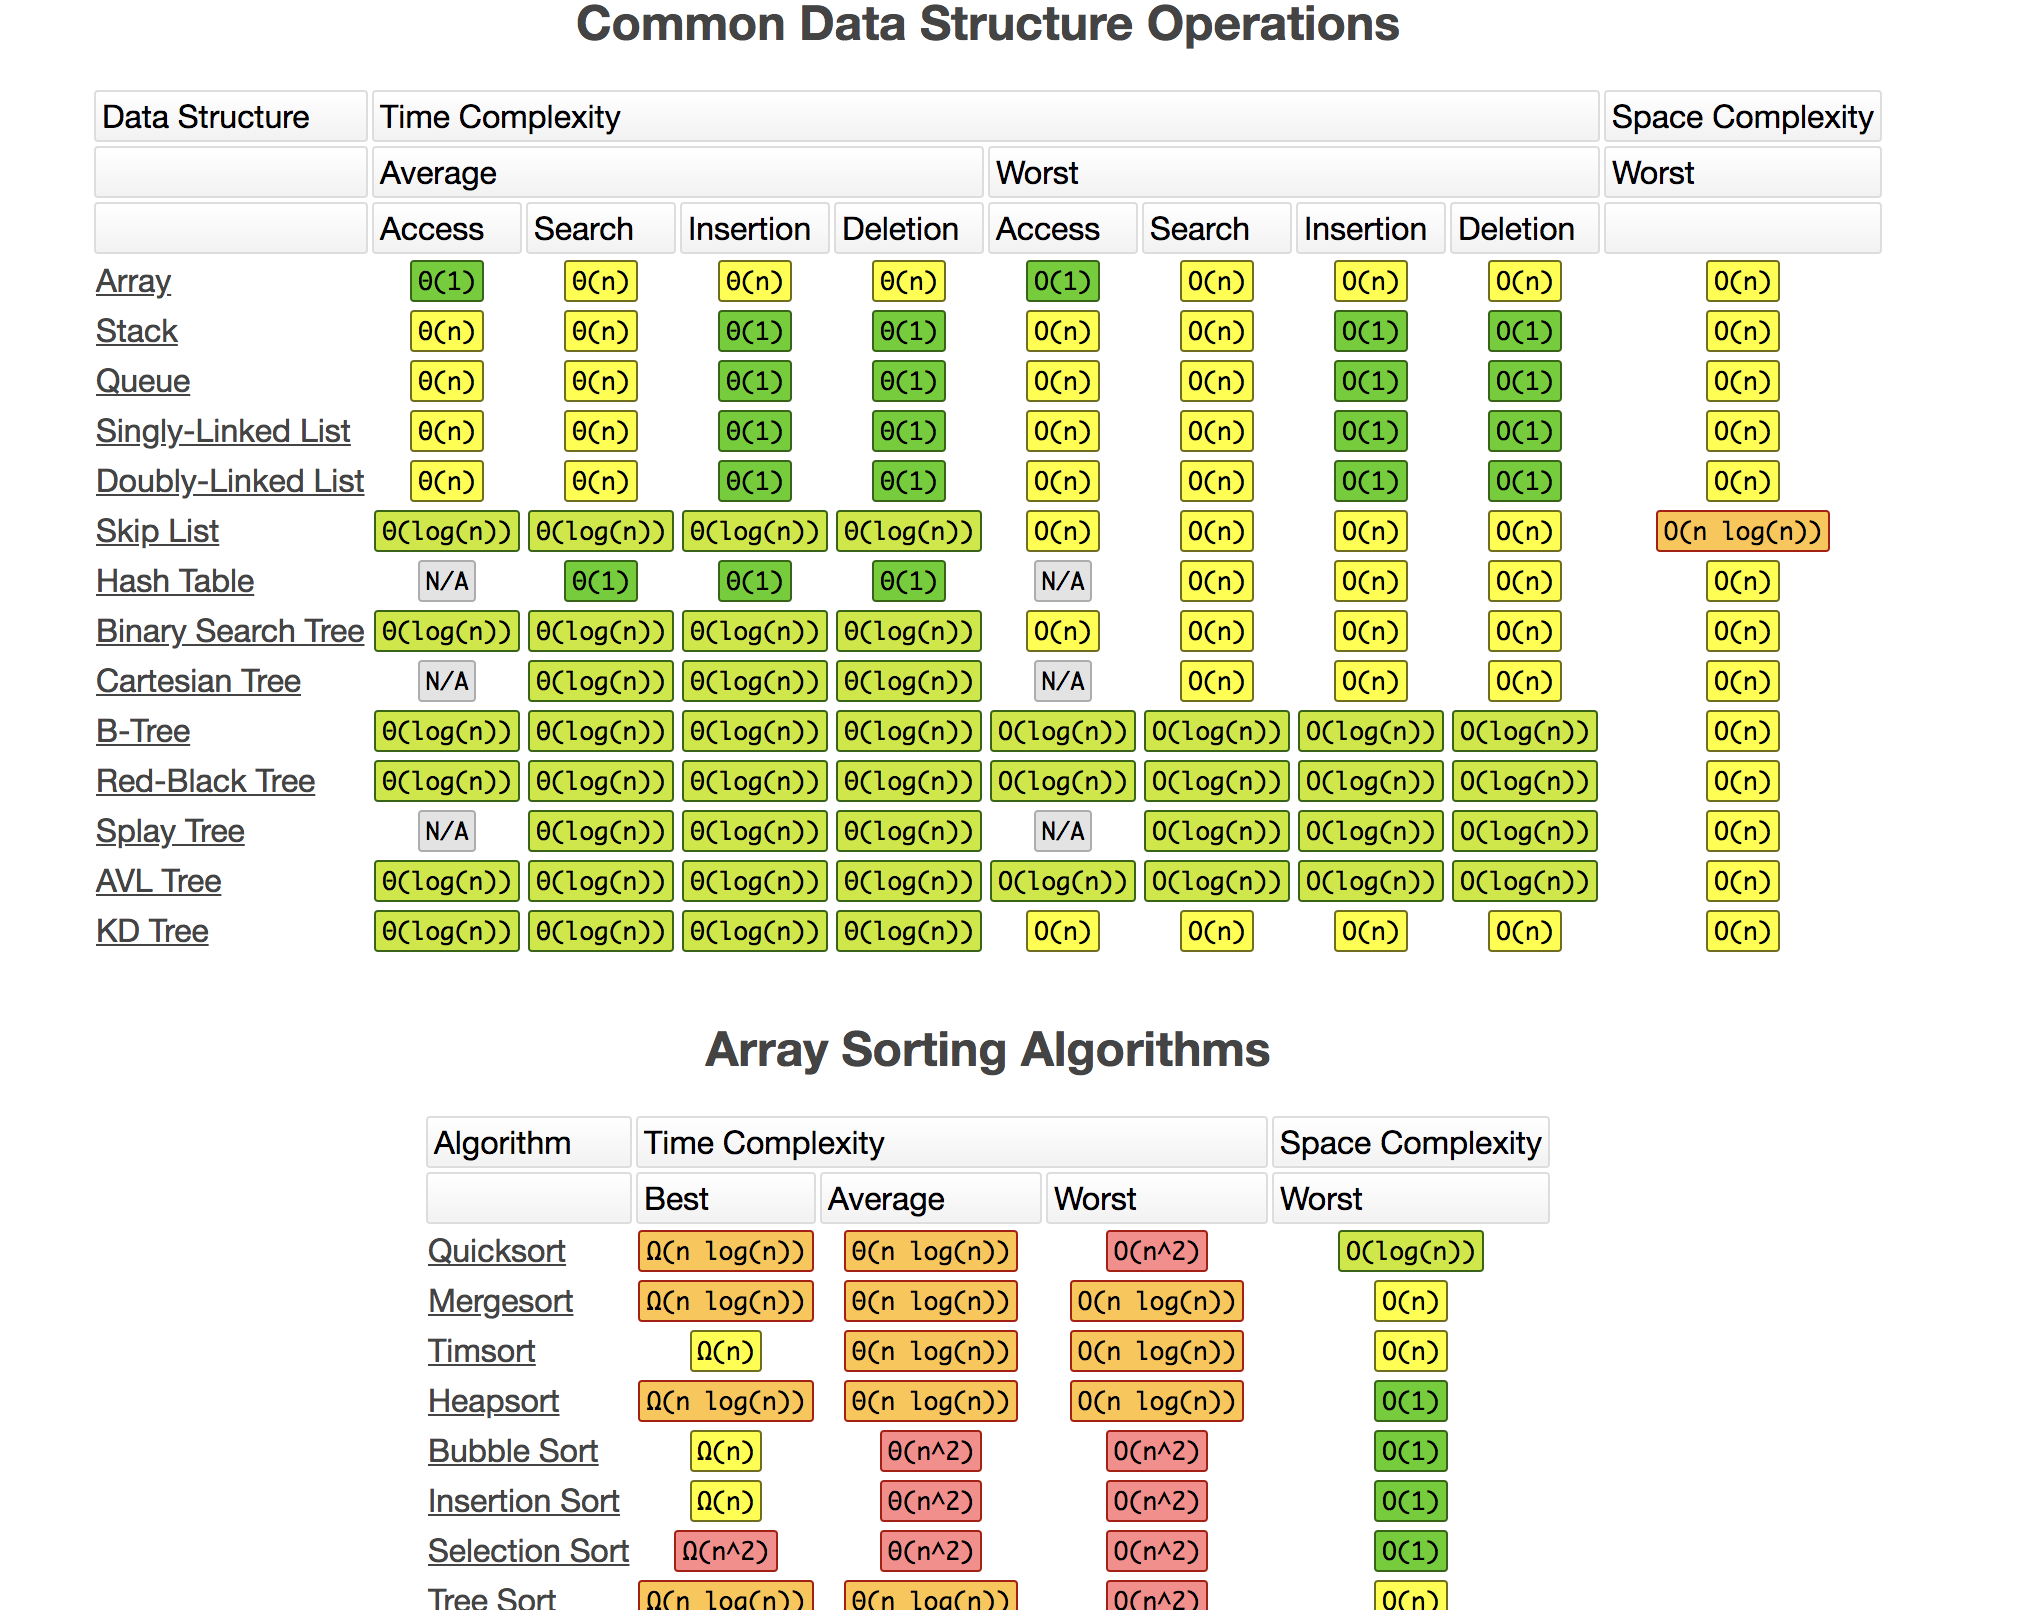 Common Data Structure Operations
Data Structure Time Complexity Space Complexity
Average Worst Worst
Access Search Insertion Deletion Access Search Insertion Deletion
Array Θ(1) Θ(n) Θ(n) Θ(n) O(1) O(n) O(n) O(n) O(n)
Stack Θ(n) Θ(n) Θ(1) Θ(1) O(n) O(n) O(1) O(1) O(n)
Queue Θ(n) Θ(n) Θ(1) Θ(1) O(n) O(n) O(1) O(1) O(n)
Singly-Linked List Θ(n) Θ(n) Θ(1) Θ(1) O(n) O(n) O(1) O(1) O(n)
Doubly-Linked List Θ(n) Θ(n) Θ(1) Θ(1) O(n) O(n) O(1) O(1) O(n)
Skip List Θ(log(n)) Θ(log(n)) Θ(log(n)) Θ(log(n)) O(n) O(n) O(n) O(n) O(n log(n))
Hash Table N/A Θ(1) Θ(1) Θ(1) N/A O(n) O(n) O(n) O(n)
Binary Search Tree Θ(log(n)) Θ(log(n)) Θ(log(n)) Θ(log(n)) O(n) O(n) O(n) O(n) O(n)
Cartesian Tree N/A Θ(log(n)) Θ(log(n)) Θ(log(n)) N/A O(n) O(n) O(n) O(n)
B-Tree Θ(log(n)) Θ(log(n)) Θ(log(n)) Θ(log(n)) O(log(n)) O(log(n)) O(log(n)) O(log(n)) O(n)
Red-Black Tree Θ(log(n)) Θ(log(n)) Θ(log(n)) Θ(log(n)) O(log(n)) O(log(n)) O(log(n)) O(log(n)) O(n)
Splay Tree N/A Θ(log(n)) Θ(log(n)) Θ(log(n)) N/A O(log(n)) O(log(n)) O(log(n)) O(n)
AVL Tree Θ(log(n)) Θ(log(n)) Θ(log(n)) Θ(log(n)) O(log(n)) O(log(n)) O(log(n)) O(log(n)) O(n)
KD Tree Θ(log(n)) Θ(log(n)) Θ(log(n)) Θ(log(n)) O(n) O(n) O(n) O(n) O(n)
Array Sorting Algorithms
Algorithm Time Complexity Space Complexity
Best Average Worst Worst
Quicksort Ω(n log(n)) Θ(n log(n)) O(n^2) O(log(n))
Mergesort Ω(n log(n)) Θ(n log(n)) O(n log(n)) O(n)
Timsort Ω(n) Θ(n log(n)) O(n log(n)) O(n)
Heapsort Ω(n log(n)) Θ(n log(n)) O(n log(n)) O(1)
Bubble Sort Ω(n) Θ(n^2) O(n^2) O(1)
Insertion Sort Ω(n) Θ(n^2) O(n^2) O(1)
Selection Sort Ω(n^2) Θ(n^2) O(n^2) O(1)
Tree Sort Ω(n log(n)) Θ(n log(n)) O(n^2) O(n)